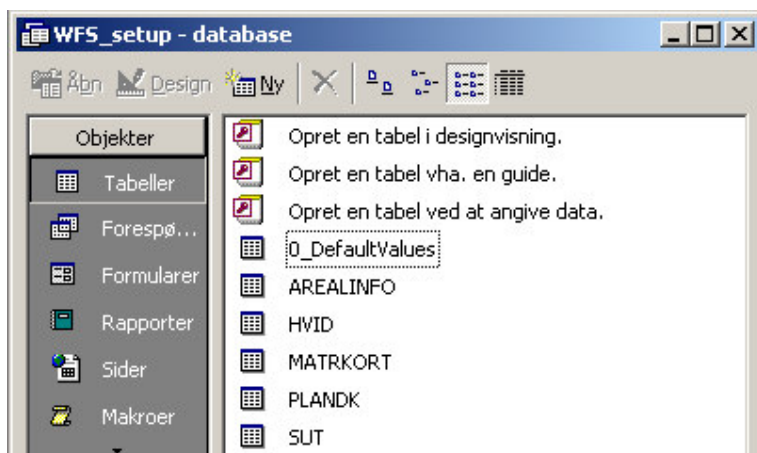 WFS_setup - database
Åbn Design Ny
Objekter
Tabeller
Forespø...
Formularer
Rapporter
Sider
Makroer
Opret en tabel i designvisning.
Opret en tabel vha. en guide.
Opret en tabel ved at angive data.
0_DefaultValues
AREALINFO
HVID
MATRKORT
PLANDK
SUT